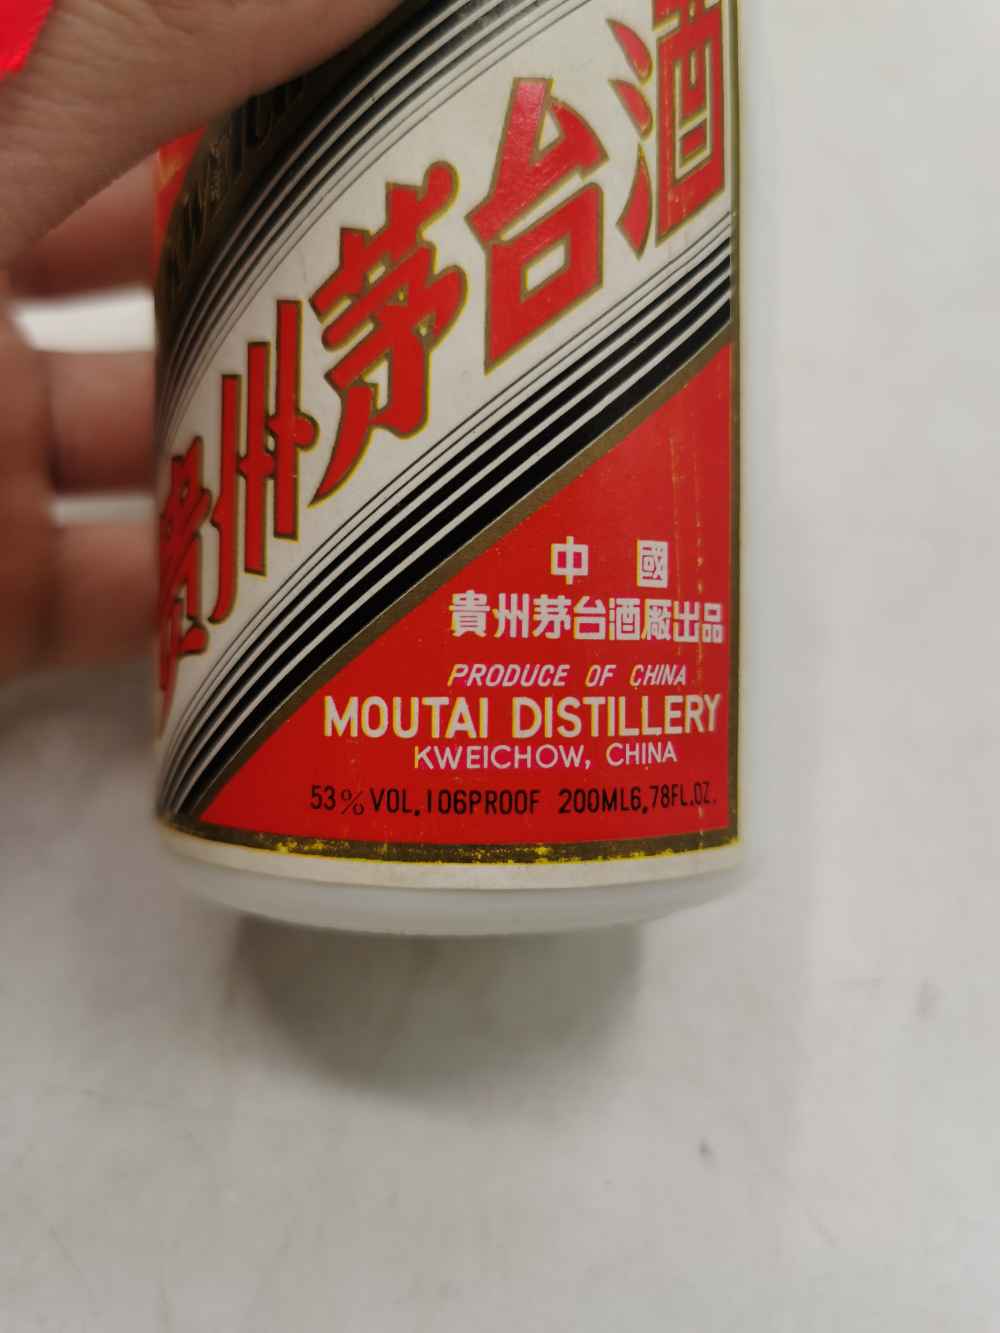 貴州茅台酒
中國
貴州茅台酒廠出品
PRODUCE OF CHINA
MOUTAI DISTILLERY
KWEICHOW, CHINA
53% VOL. 106PROOF 200ML6,78FL.OZ.